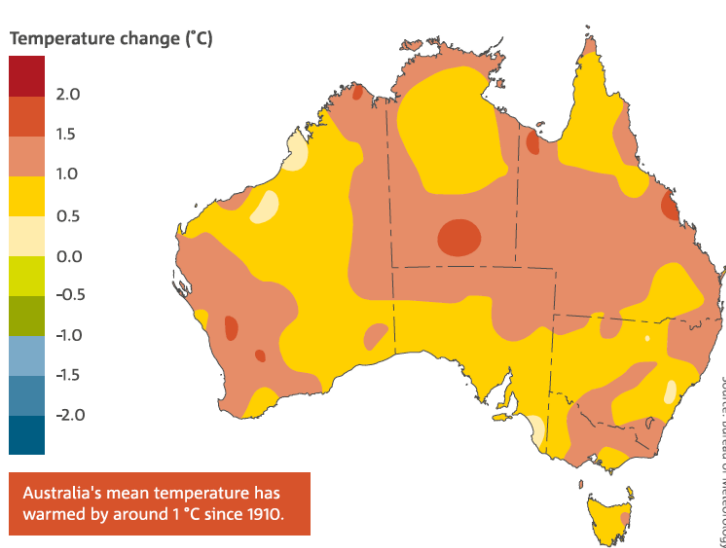 Temperature change (˚C)
2.0
1.5
1.0
0.5
0.0
-0.5
-1.0
-1.5
-2.0
Australia's mean temperature has
warmed by around 1 °C since 1910.
Source: Bureau of Meteorology